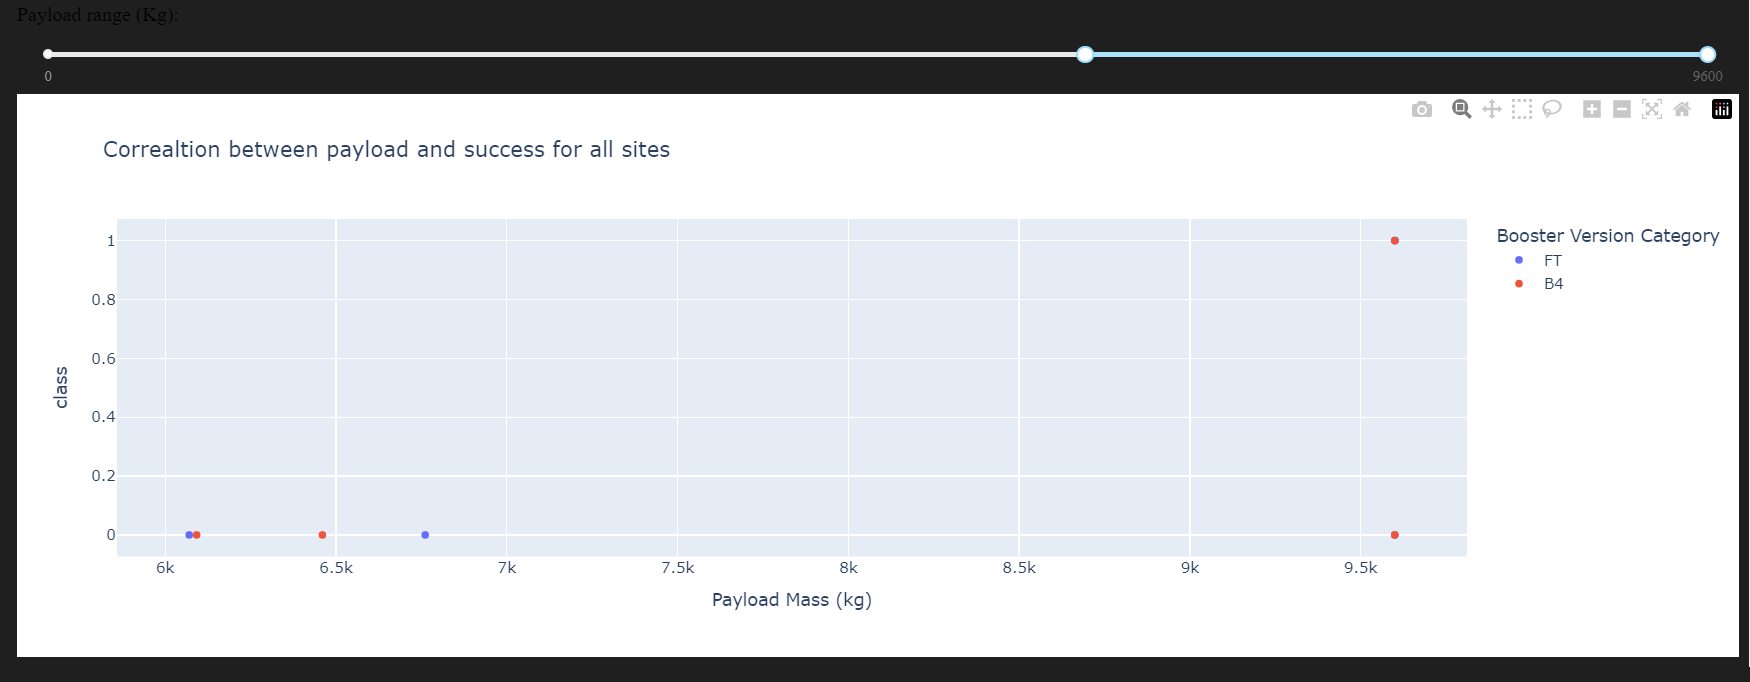 Payload range (Kg):
0 9600
Correaltion between payload and success for all sites
Booster Version Category
FT
B4
1
0.8
0.6
0.4
0.2
0
class
6k 6.5k 7k 7.5k 8k 8.5k 9k 9.5k
Payload Mass (kg)